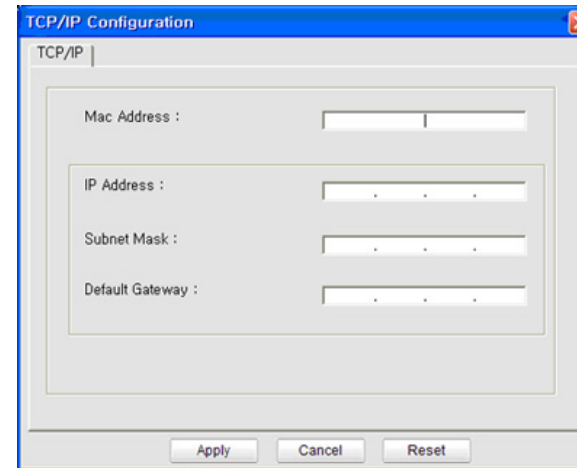 TCP/IP Configuration
TCP/IP
Mac Address :
IP Address :
. . .
Subnet Mask :
. . .
Default Gateway :
. . .
Apply Cancel Reset